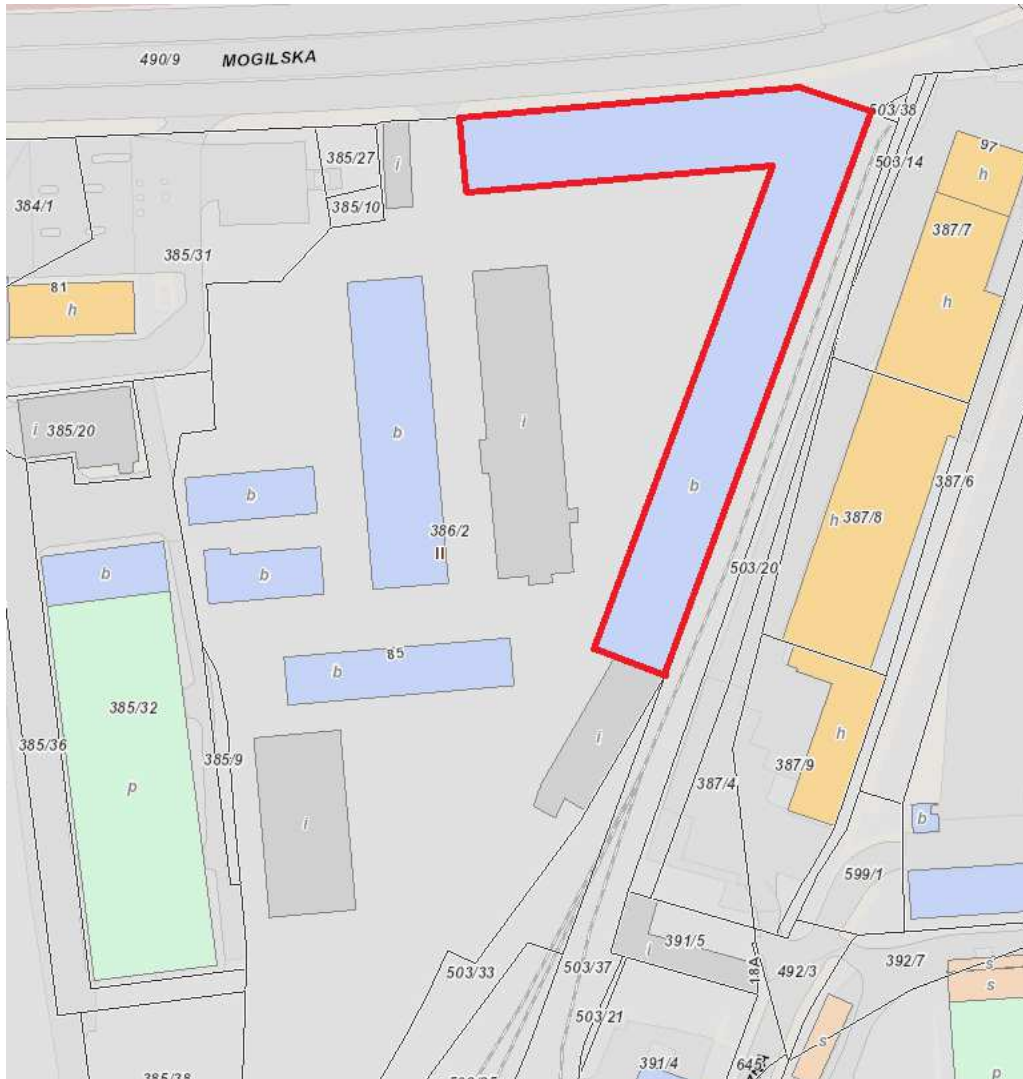 490/9 MOGILSKA
503/38
97
385/27
i
h
503/14
384/1
385/10
387/7
385/31
81
h
h
i 385/20
b
i
b
b
387/6
h 387/8
386/2
II
b
b
503/20
b
85
b
385/32
i
h
385/36
385/9
387/9
387/4
p
i
b
599/1
391/5
i
503/33
503/37
18A
492/3
392/7
s
s
503/21
s
391/4
645
385/38
p